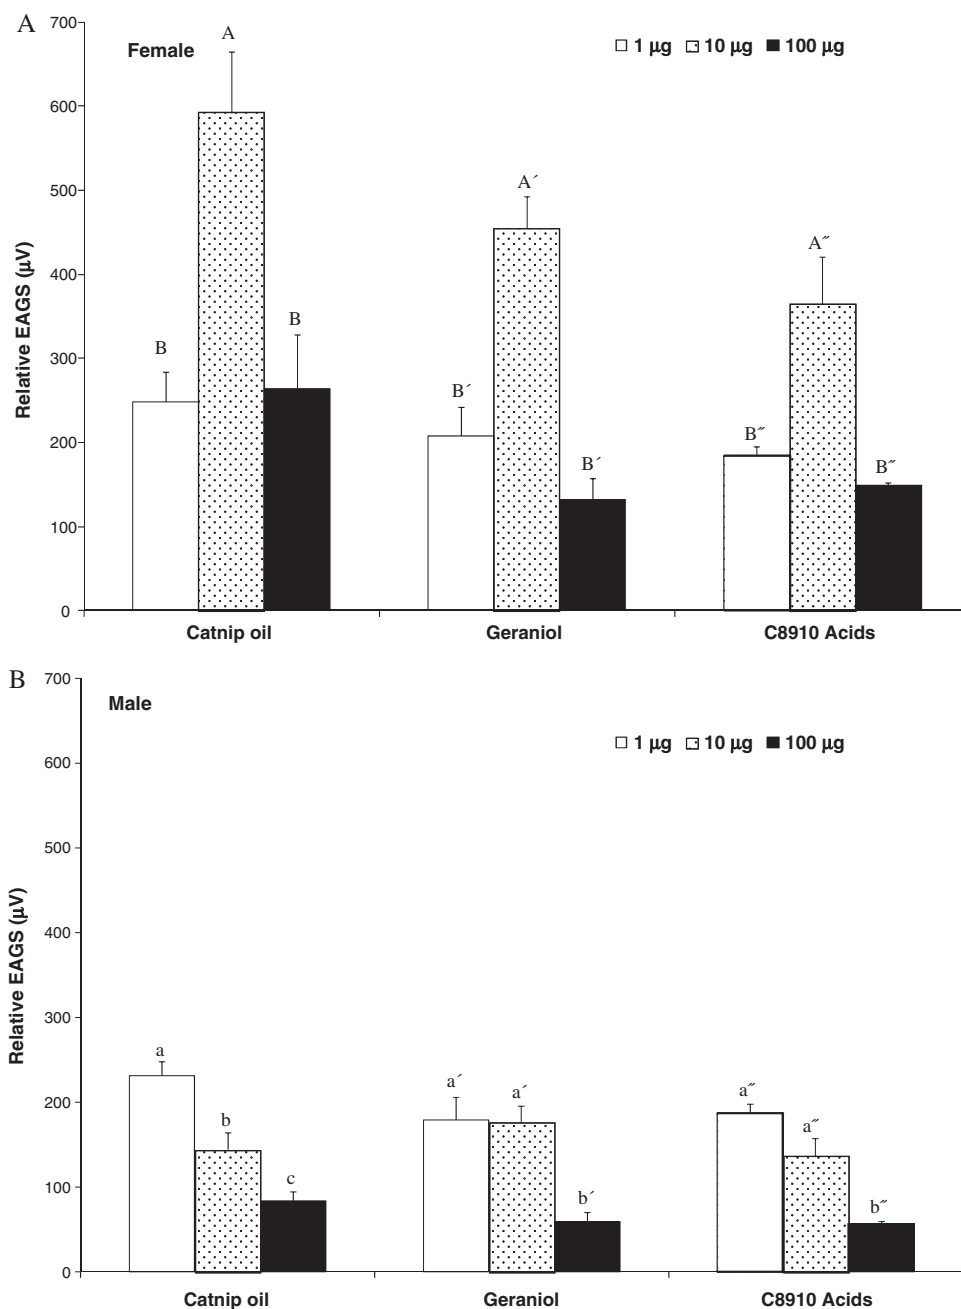 A
Female
1 μg 10 μg 100 μg
Relative EAGS (μV)
700
600
500
400
300
200
100
0
A
B
B
A´
B´
B´
A˝
B˝
B˝
Catnip oil Geraniol C8910 Acids
B
Male
1 μg 10 μg 100 μg
Relative EAGS (μV)
700
600
500
400
300
200
100
0
a
b
c
a´
a´
b´
a˝
a˝
b˝
Catnip oil Geraniol C8910 Acids